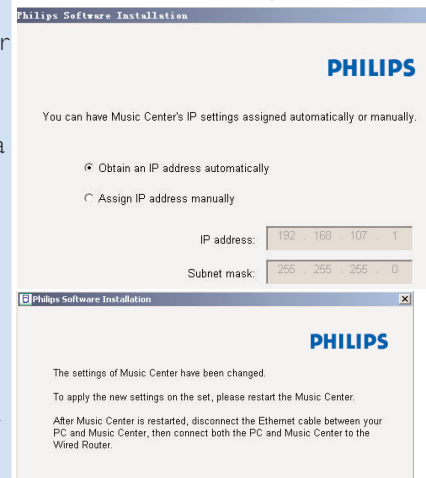 Philips Software Installation
r
PHILIPS
You can have Music Center's IP settings assigned automatically or manually.
a
Obtain an IP address automatically
Assign IP address manually
IP address: 192 . 168 . 107 . 1
Subnet mask: 255 . 255 . 255 . 0
Philips Software Installation
PHILIPS
The settings of Music Center have been changed.
To apply the new settings on the set, please restart the Music Center.
After Music Center is restarted, disconnect the Ethernet cable between your
PC and Music Center, then connect both the PC and Music Center to the
Wired Router.